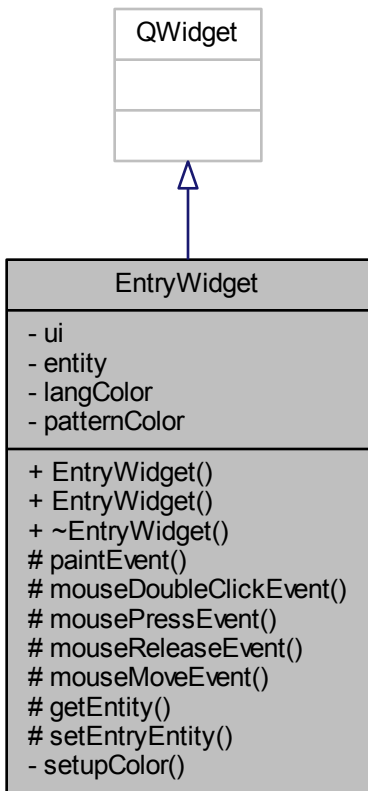 QWidget
EntryWidget
- ui
- entity
- langColor
- patternColor
+ EntryWidget()
+ EntryWidget()
+ ~EntryWidget()
# paintEvent()
# mouseDoubleClickEvent()
# mousePressEvent()
# mouseReleaseEvent()
# mouseMoveEvent()
# getEntity()
# setEntryEntity()
- setupColor()